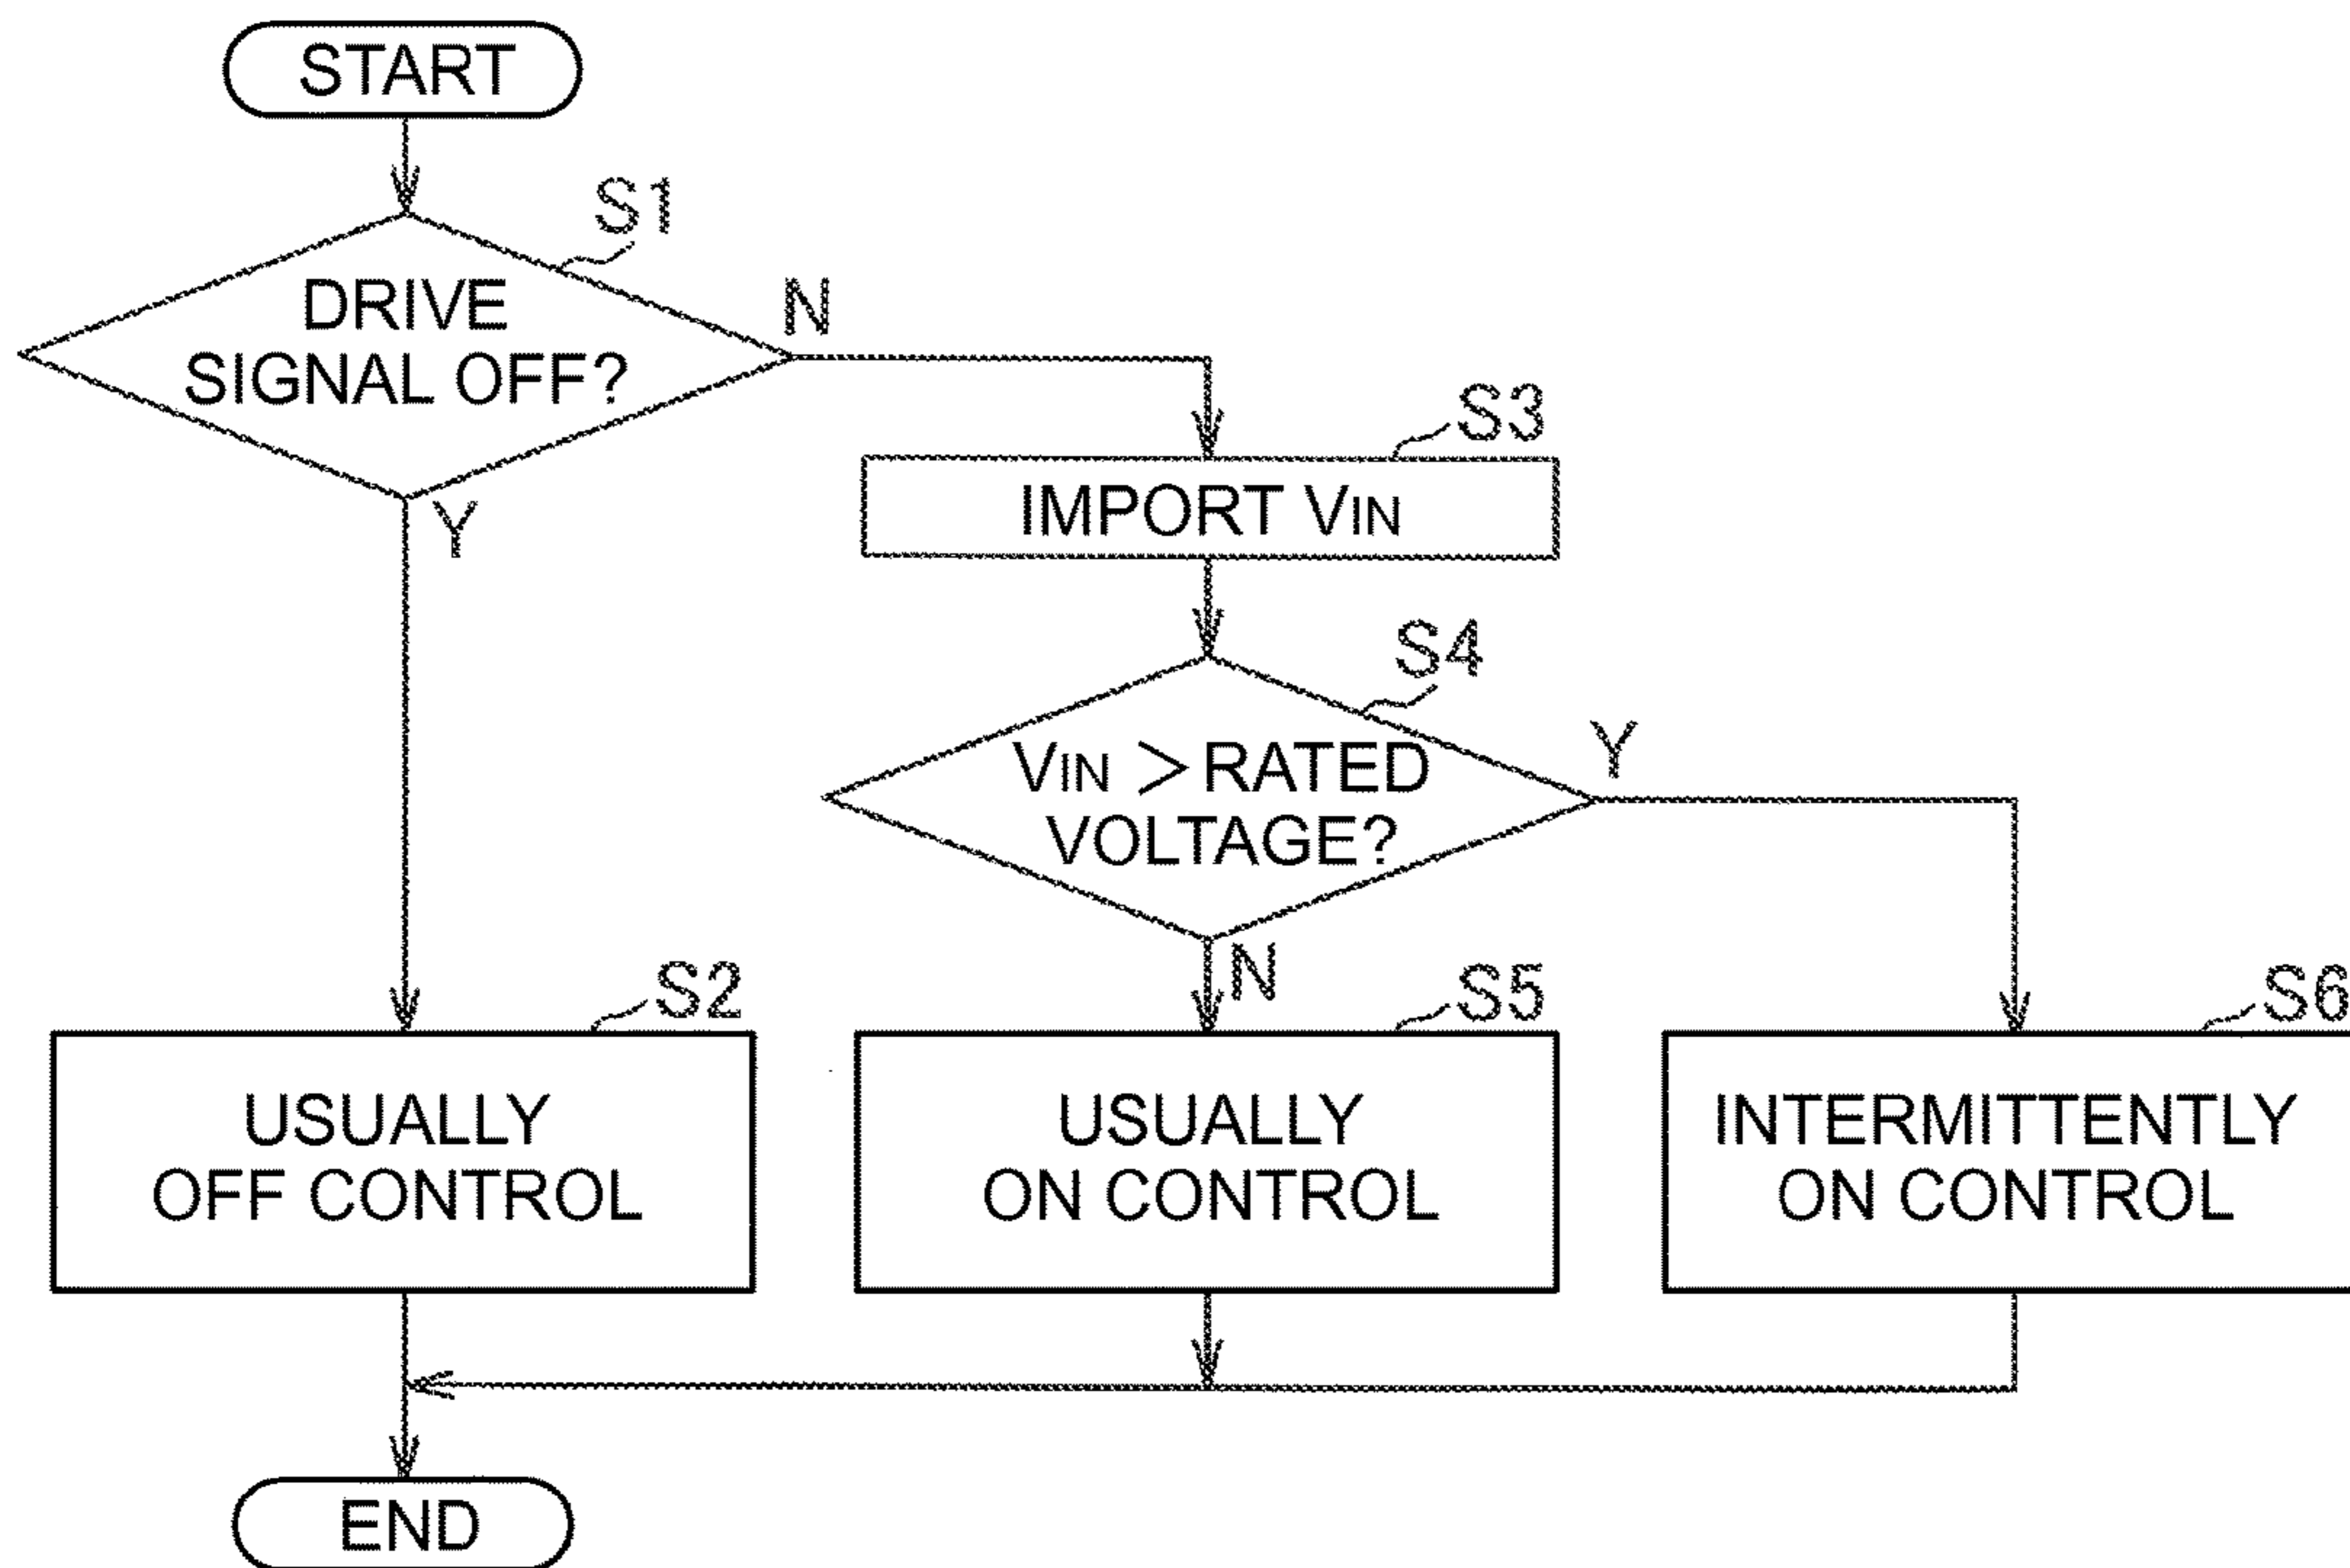 START
S1
DRIVE
SIGNAL OFF?
N
Y
S3
IMPORT VIN
S4
VIN > RATED
VOLTAGE?
Y
N
S2
USUALLY
OFF CONTROL
S5
USUALLY
ON CONTROL
S6
INTERMITTENTLY
ON CONTROL
END